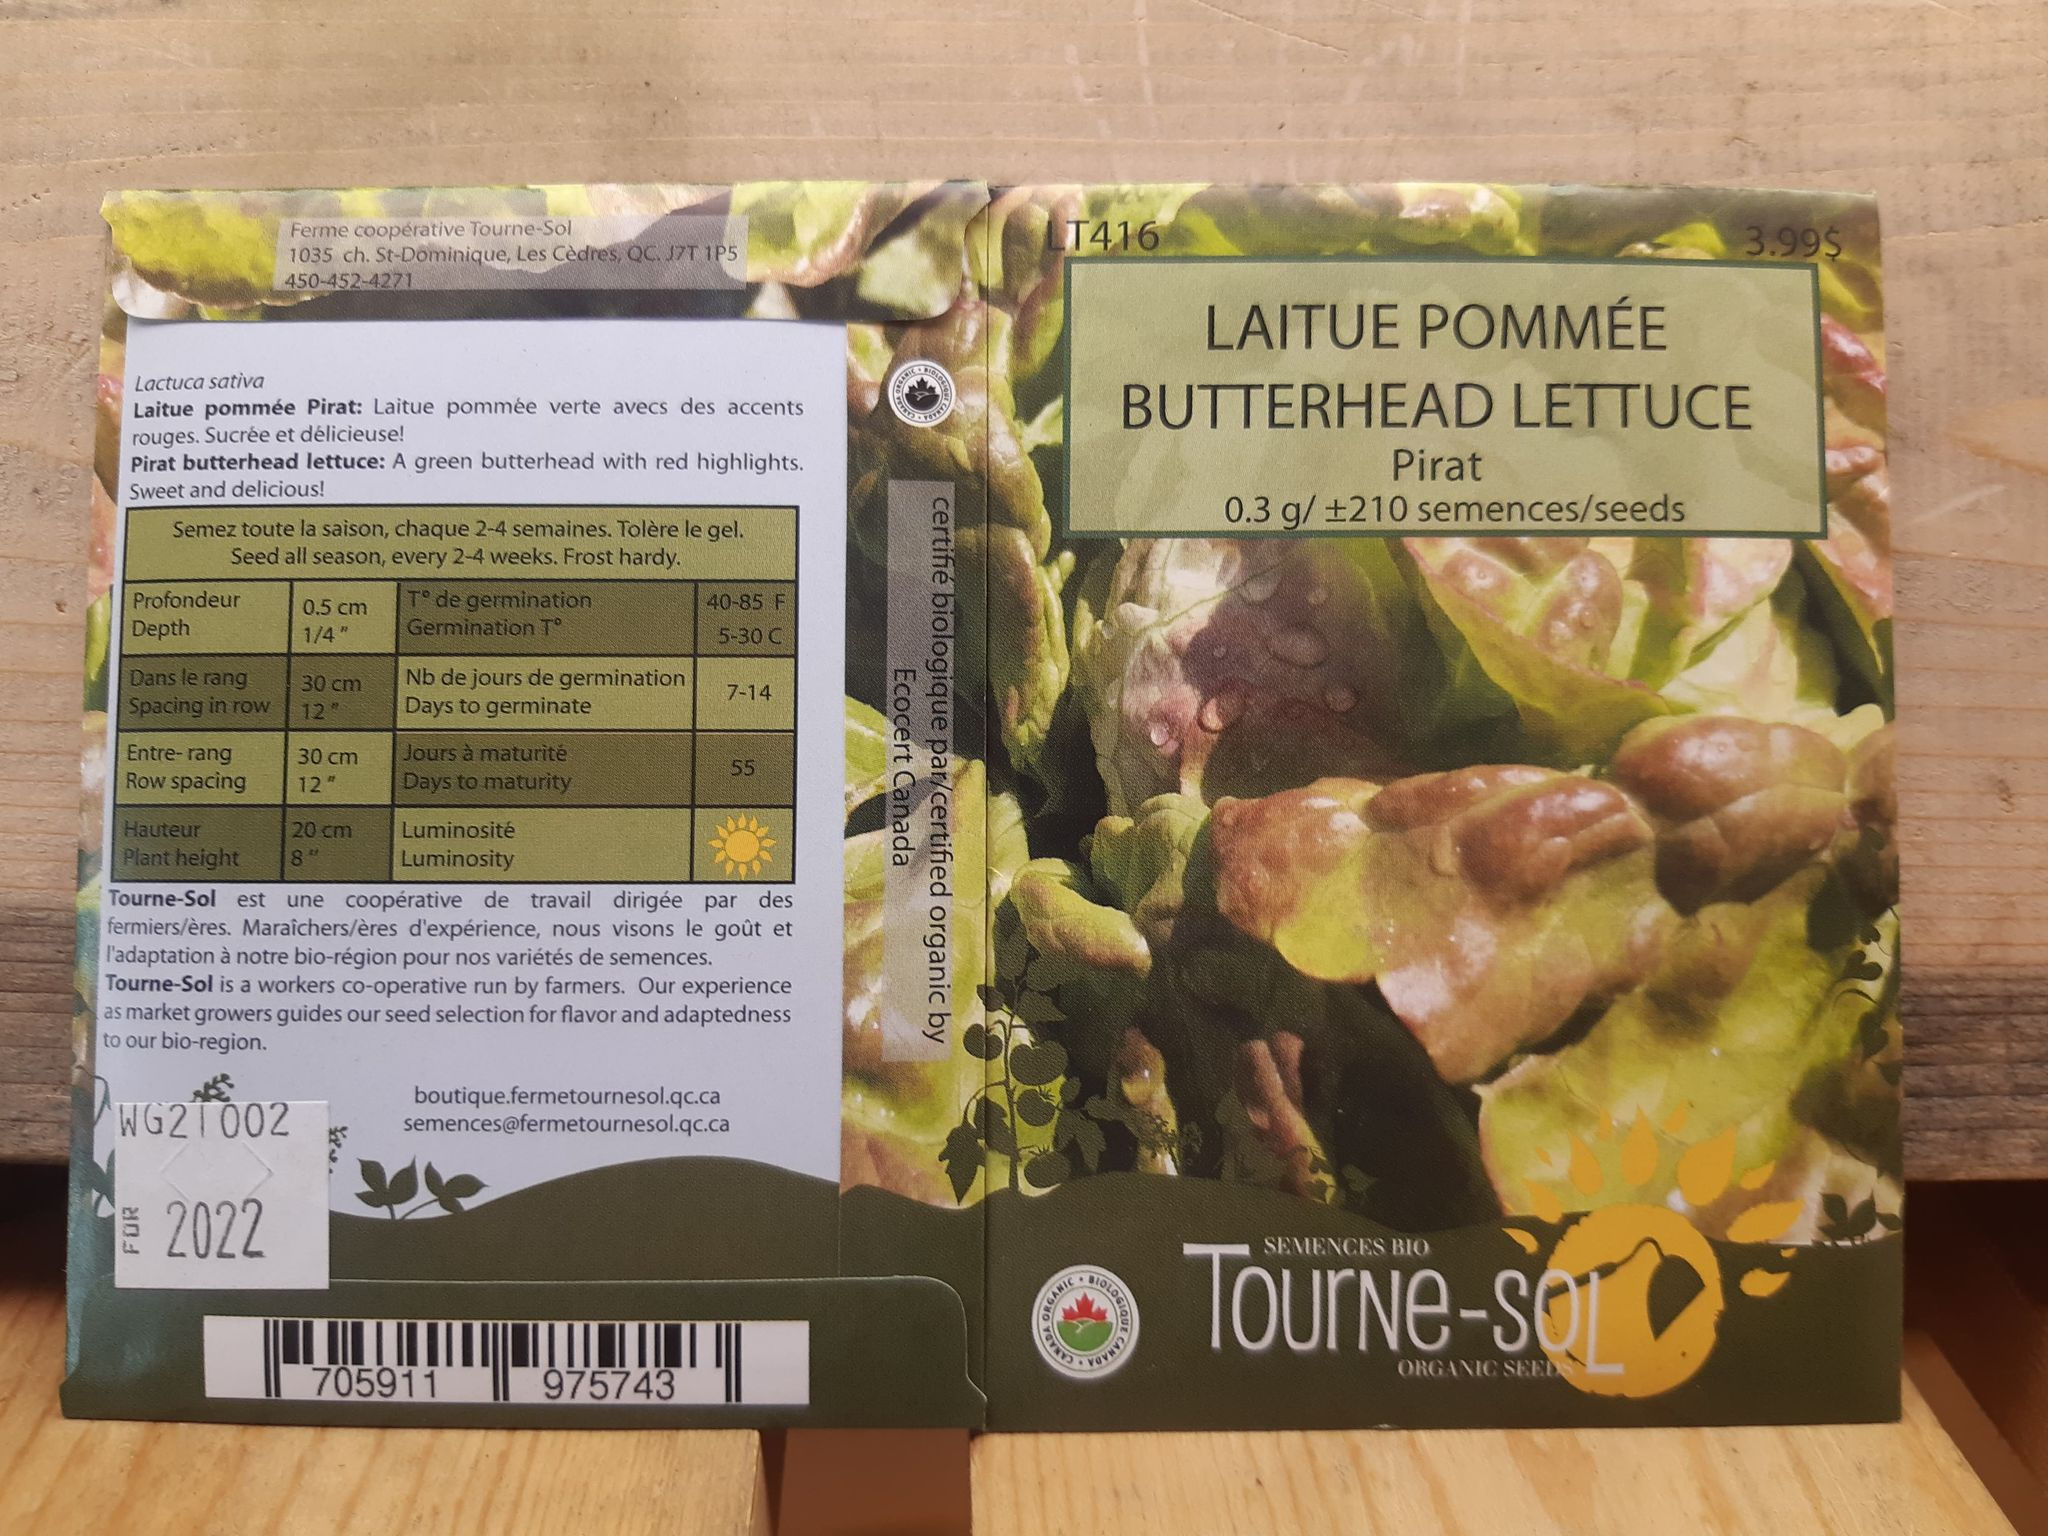 Ferme coopérative Tourne-Sol
1035 ch. St-Dominique, Les Cèdres, QC. J7T 1P5
450-452-4271
Lactuca sativa
Laitue pommée Pirat: Laitue pommée verte avecs des accents
rouges. Sucrée et délicieuse!
Pirat butterhead lettuce: A green butterhead with red highlights.
Sweet and delicious!
Semez toute la saison, chaque 2-4 semaines. Tolère le gel.
Seed all season, every 2-4 weeks. Frost hardy.
Profondeur
Depth
0.5 cm
1/4 "
T° de germination
Germination T°
40-85 F
5-30 C
Dans le rang
Spacing in row
30 cm
12 "
Nb de jours de germination
Days to germinate
7-14
Entre- rang
Row spacing
30 cm
12 "
Jours à maturité
Days to maturity
55
Hauteur
Plant height
20 cm
8 "
Luminosité
Luminosity
Tourne-Sol est une coopérative de travail dirigée par des
fermiers/ères. Maraîchers/ères d'expérience, nous visons le goût et
l'adaptation à notre bio-région pour nos variétés de semences.
Tourne-Sol is a workers co-operative run by farmers. Our experience
as market growers guides our seed selection for flavor and adaptedness
to our bio-region.
boutique.fermetournesol.qc.ca
semences@fermetournesol.qc.ca
WG21002
FOR 2022
705911 975743
CANADA ORGANIC • BIOLOGIQUE CANADA •
certifié biologique par/certified organic by
Ecocert Canada
LT416
3.99$
LAITUE POMMÉE
BUTTERHEAD LETTUCE
Pirat
0.3 g/ ±210 semences/seeds
CANADA ORGANIC • BIOLOGIQUE CANADA •
SEMENCES BIO
Tourne-Sol
ORGANIC SEEDS